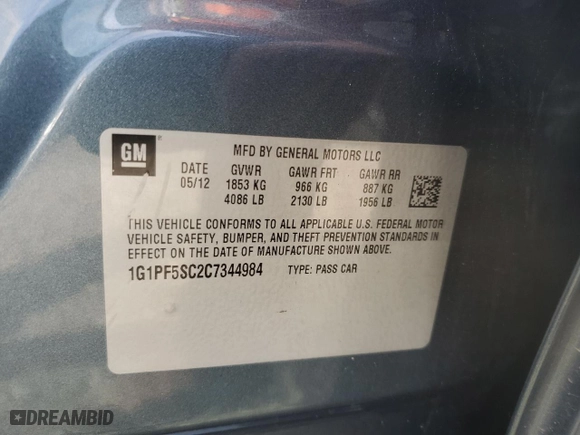 GM
MFD BY GENERAL MOTORS LLC
DATE GVWR GAWR FRT GAWR RR
05/12 1853 KG 966 KG 887 KG
4086 LB 2130 LB 1956 LB
THIS VEHICLE CONFORMS TO ALL APPLICABLE U.S. FEDERAL MOTOR
VEHICLE SAFETY, BUMPER, AND THEFT PREVENTION STANDARDS IN
EFFECT ON THE DATE OF MANUFACTURE SHOWN ABOVE.
1G1PF5SC2C7344984 TYPE: PASS CAR
DREAMBID